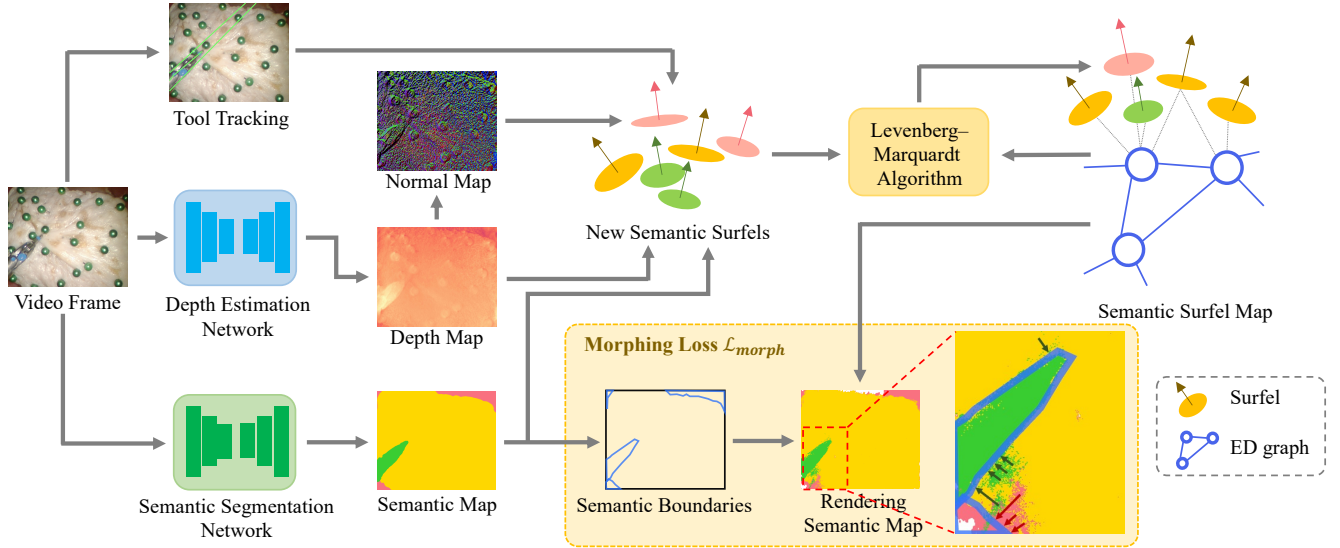 Tool Tracking
Normal Map
New Semantic Surfels
Levenberg–
Marquardt
Algorithm
Video Frame
Depth Estimation
Network
Depth Map
Semantic Surfel Map
Morphing Loss ℒ_morph
Surfel
ED graph
Semantic Segmentation
Network
Semantic Map
Semantic Boundaries
Rendering
Semantic Map